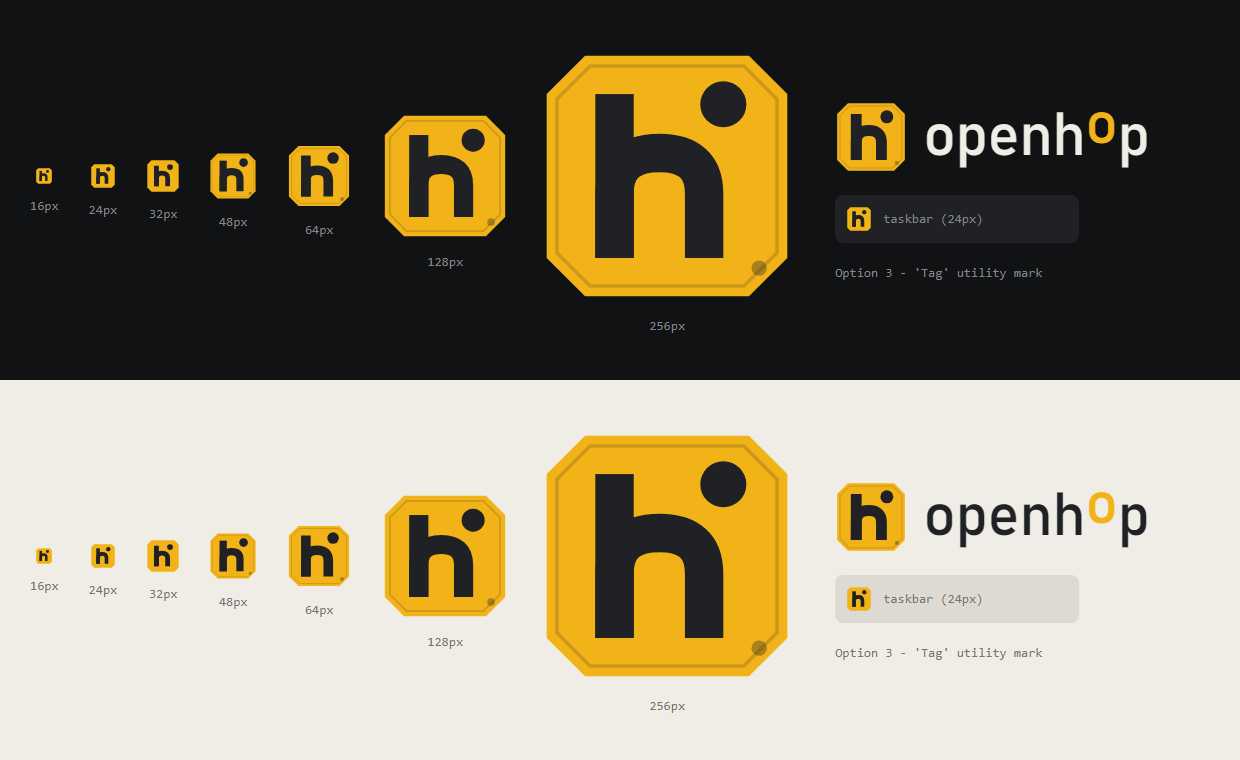 h
h
h
h
h
h
h
16px
24px
32px
48px
64px
128px
256px
h openhop
h taskbar (24px)
Option 3 - 'Tag' utility mark
h
h
h
h
h
h
h
16px
24px
32px
48px
64px
128px
256px
h openhop
h taskbar (24px)
Option 3 - 'Tag' utility mark